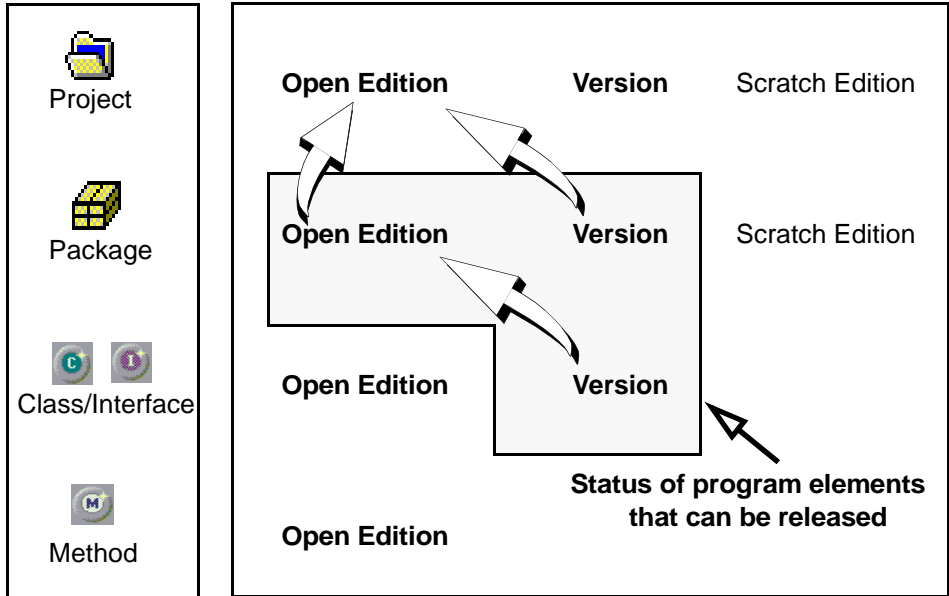 Project
Open Edition Version Scratch Edition
Package
Open Edition Version Scratch Edition
C I
Class/Interface
Open Edition Version
Status of program elements
that can be released
M
Method
Open Edition